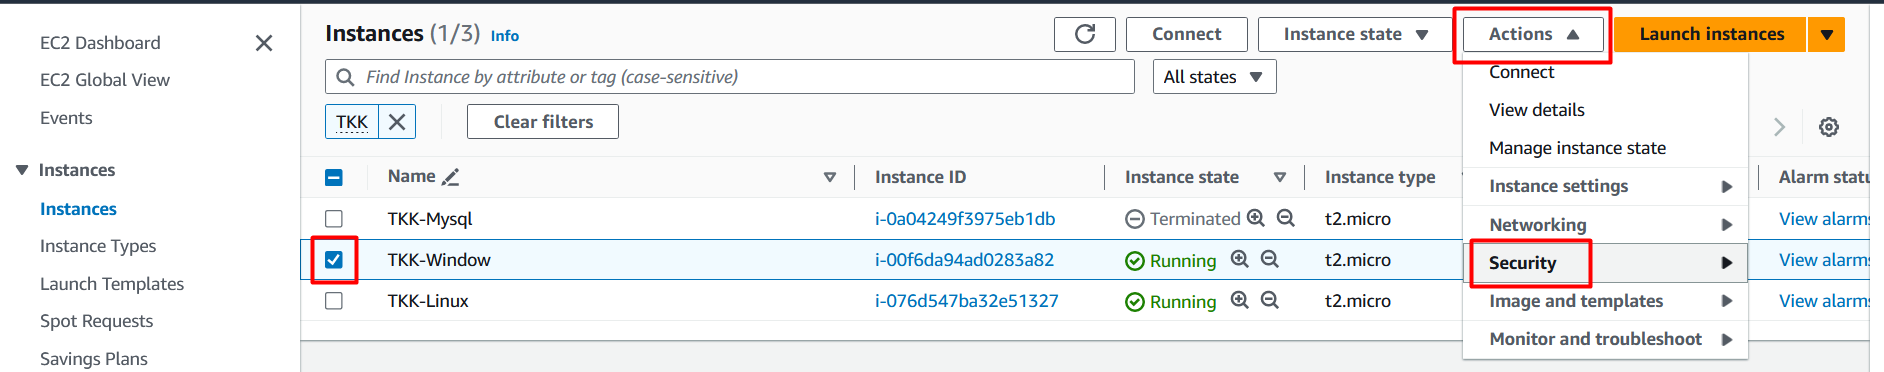 EC2 Dashboard
EC2 Global View
Events
Instances
Instances
Instance Types
Launch Templates
Spot Requests
Savings Plans
Instances (1/3) Info
Connect
Instance state
Actions
Launch instances
Find Instance by attribute or tag (case-sensitive)
All states
TKK
Clear filters
Name Instance ID Instance state Instance type Alarm statu
TKK-Mysql i-0a04249f3975eb1db Terminated t2.micro View alarms
TKK-Window i-00f6da94ad0283a82 Running t2.micro View alarms
TKK-Linux i-076d547ba32e51327 Running t2.micro View alarms
Connect
View details
Manage instance state
Instance settings
Networking
Security
Image and templates
Monitor and troubleshoot